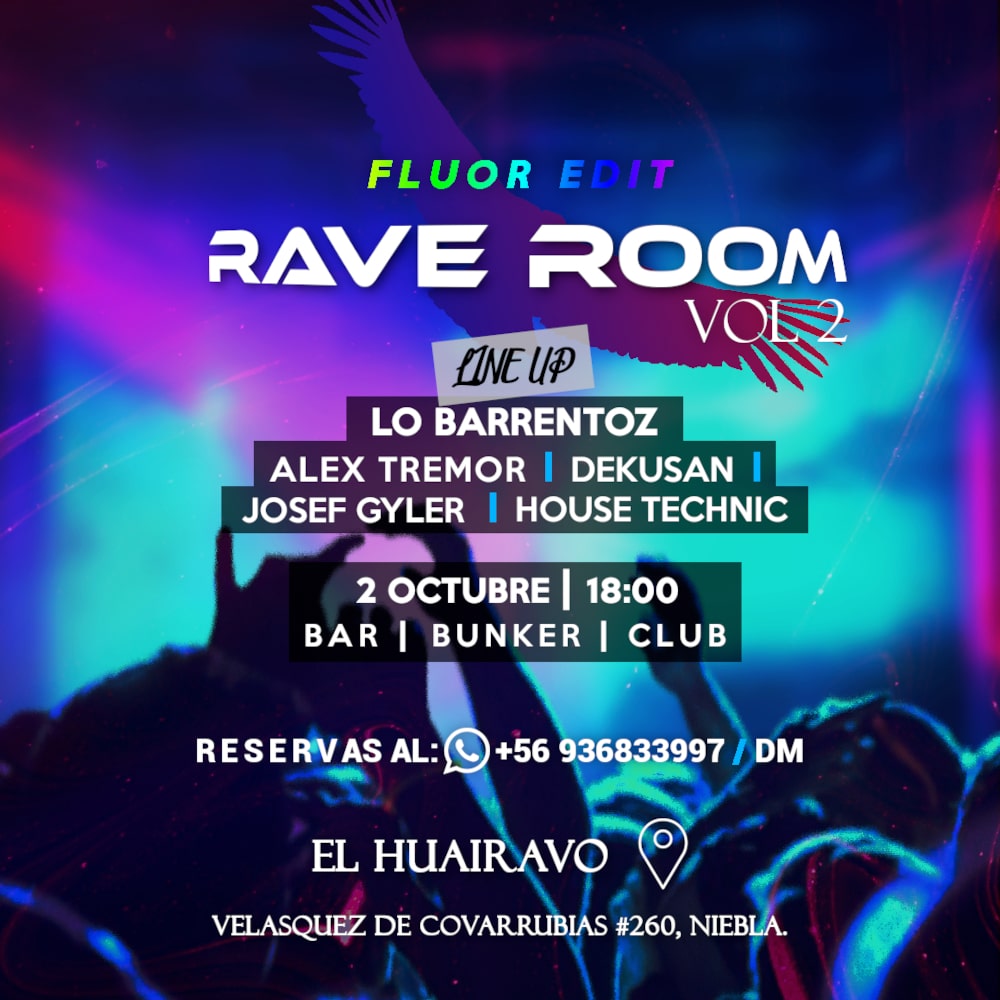 FLUOR EDIT
RAVE ROOM
VOL 2
LINE UP
LO BARRENTOZ
ALEX TREMOR | DEKUSAN |
JOSEF GYLER | HOUSE TECHNIC
2 OCTUBRE | 18:00
BAR | BUNKER | CLUB
RESERVAS AL: +56 936833997 / DM
EL HUAIRAVO
VELASQUEZ DE COVARRUBIAS #260, NIEBLA.